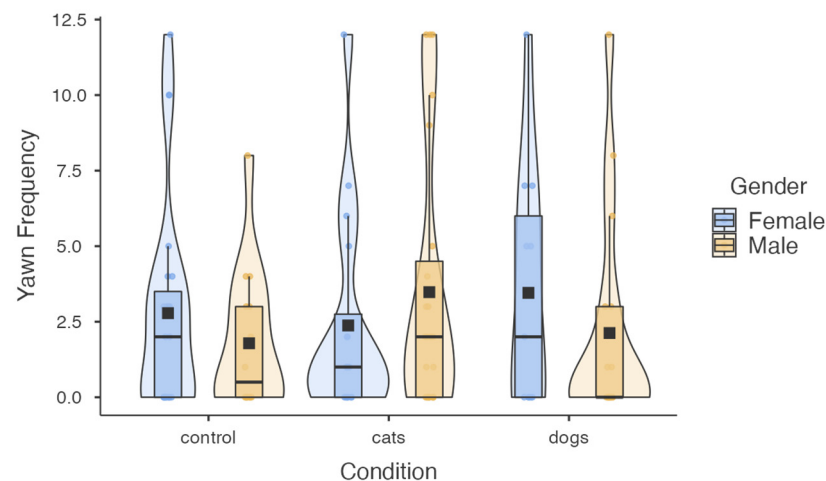 12.5
10.0
7.5
5.0
2.5
0.0
Yawn Frequency
control
cats
dogs
Condition
Gender
Female
Male